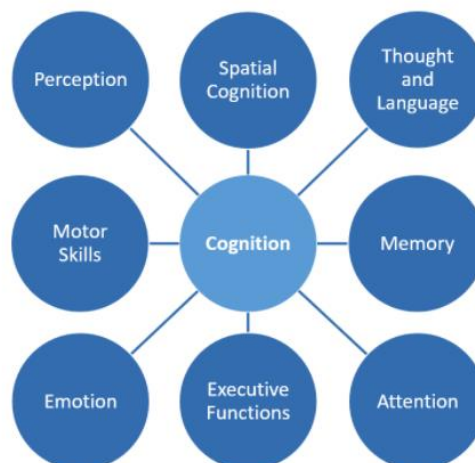 Perception
Spatial
Cognition
Thought
and
Language
Motor
Skills
Cognition
Memory
Emotion
Executive
Functions
Attention